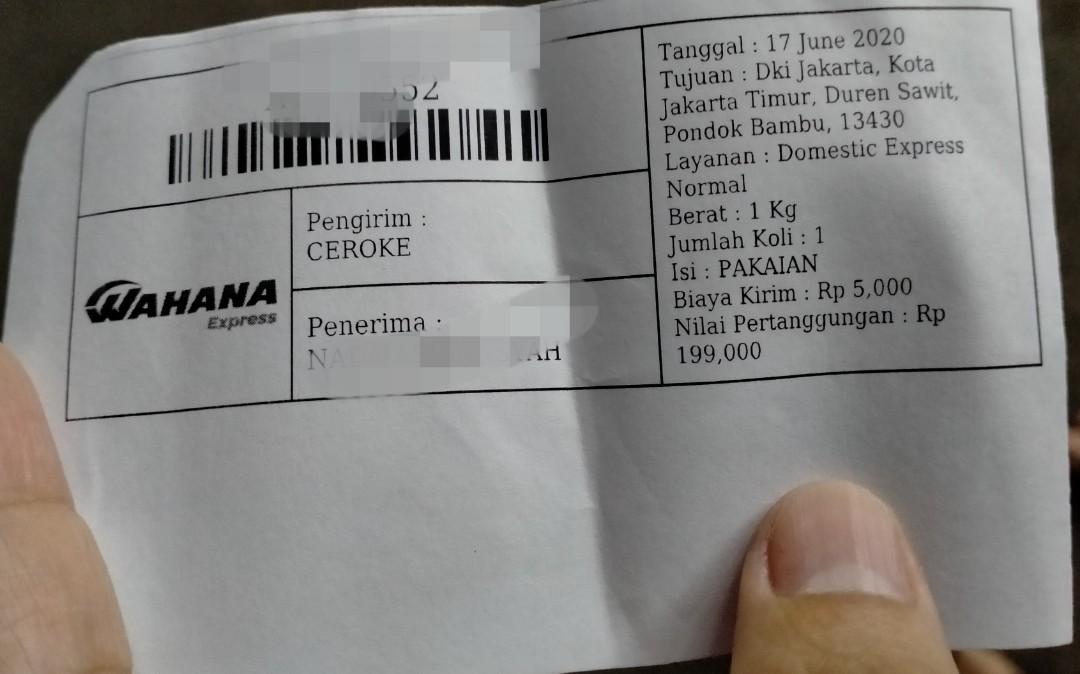 552
WAHANA
Express
Pengirim :
CEROKE
Penerima :
Tanggal : 17 June 2020
Tujuan : Dki Jakarta, Kota
Jakarta Timur, Duren Sawit,
Pondok Bambu, 13430
Layanan : Domestic Express
Normal
Berat : 1 Kg
Jumlah Koli : 1
Isi : PAKAIAN
Biaya Kirim : Rp 5,000
Nilai Pertanggungan : Rp
199,000